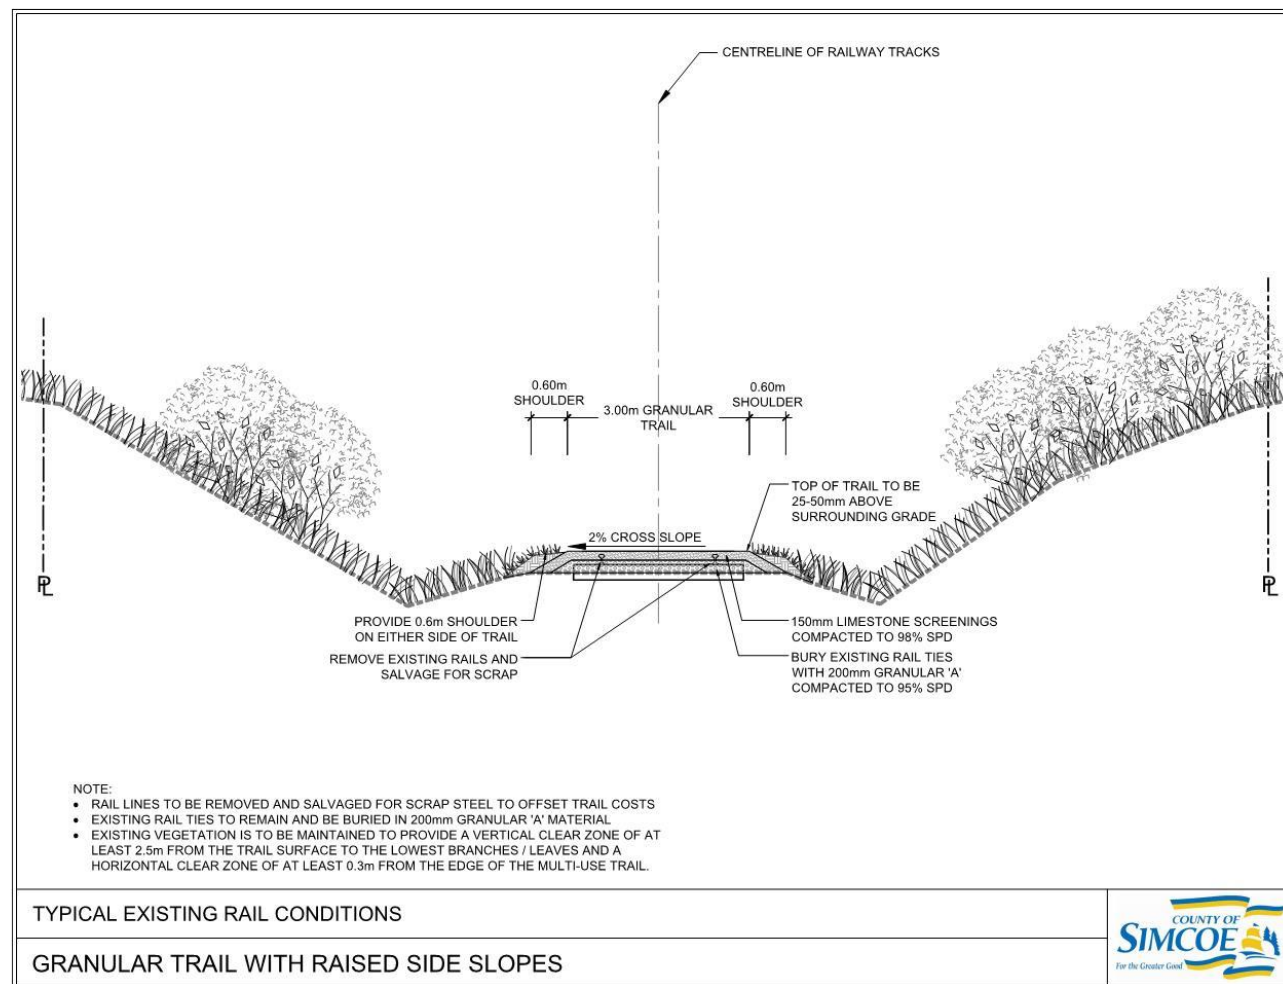 CENTRELINE OF RAILWAY TRACKS
0.60m
SHOULDER
3.00m GRANULAR
TRAIL
0.60m
SHOULDER
TOP OF TRAIL TO BE
25-50mm ABOVE
SURROUNDING GRADE
2% CROSS SLOPE
PL
PL
PROVIDE 0.6m SHOULDER
ON EITHER SIDE OF TRAIL
REMOVE EXISTING RAILS AND
SALVAGE FOR SCRAP
150mm LIMESTONE SCREENINGS
COMPACTED TO 98% SPD
BURY EXISTING RAIL TIES
WITH 200mm GRANULAR 'A'
COMPACTED TO 95% SPD
NOTE:
• RAIL LINES TO BE REMOVED AND SALVAGED FOR SCRAP STEEL TO OFFSET TRAIL COSTS
• EXISTING RAIL TIES TO REMAIN AND BE BURIED IN 200mm GRANULAR 'A' MATERIAL
• EXISTING VEGETATION IS TO BE MAINTAINED TO PROVIDE A VERTICAL CLEAR ZONE OF AT
LEAST 2.5m FROM THE TRAIL SURFACE TO THE LOWEST BRANCHES / LEAVES AND A
HORIZONTAL CLEAR ZONE OF AT LEAST 0.3m FROM THE EDGE OF THE MULTI-USE TRAIL.
TYPICAL EXISTING RAIL CONDITIONS
GRANULAR TRAIL WITH RAISED SIDE SLOPES
COUNTY OF
SIMCOE
For the Greater Good